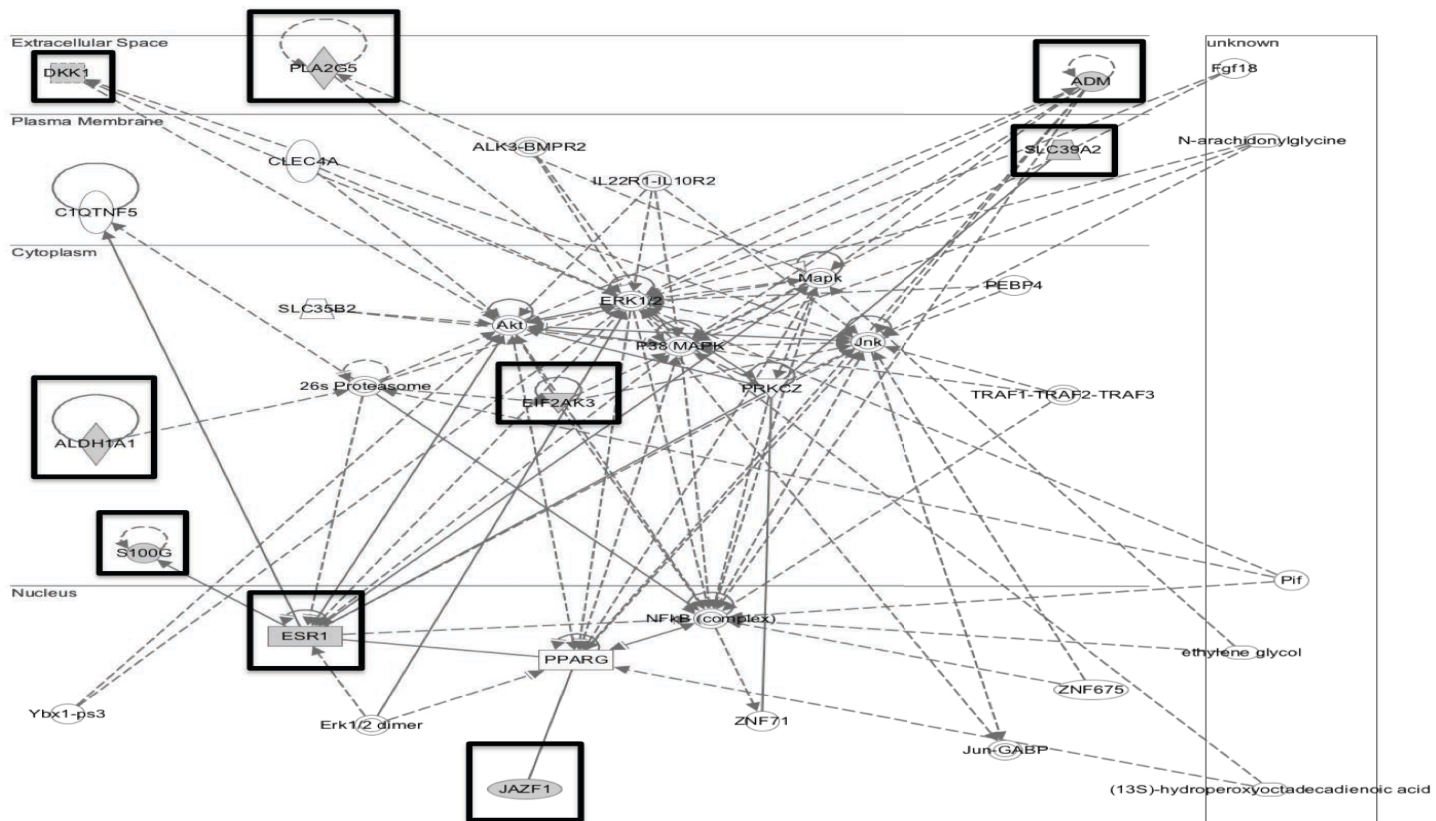 Extracellular Space
unknown
DKK1
PLA2G5
ADM
Fgf18
Plasma Membrane
CLEC4A
ALK3-BMPR2
SLC39A2
N-arachidonylglycine
IL22R1-IL10R2
C1QTNF5
Cytoplasm
SLC35B2
Akt
ERK1/2
Mapk
PEBP4
P38 MAPK
Jnk
26s Proteasome
EIF2AK3
PRKCZ
TRAF1-TRAF2-TRAF3
ALDH1A1
S100G
Nucleus
Pif
ESR1
NFkB (complex)
PPARG
ethylene glycol
ZNF675
Ybx1-ps3
Erk1/2 dimer
ZNF71
Jun-GABP
JAZF1
(13S)-hydroperoxyoctadecadienoic acid